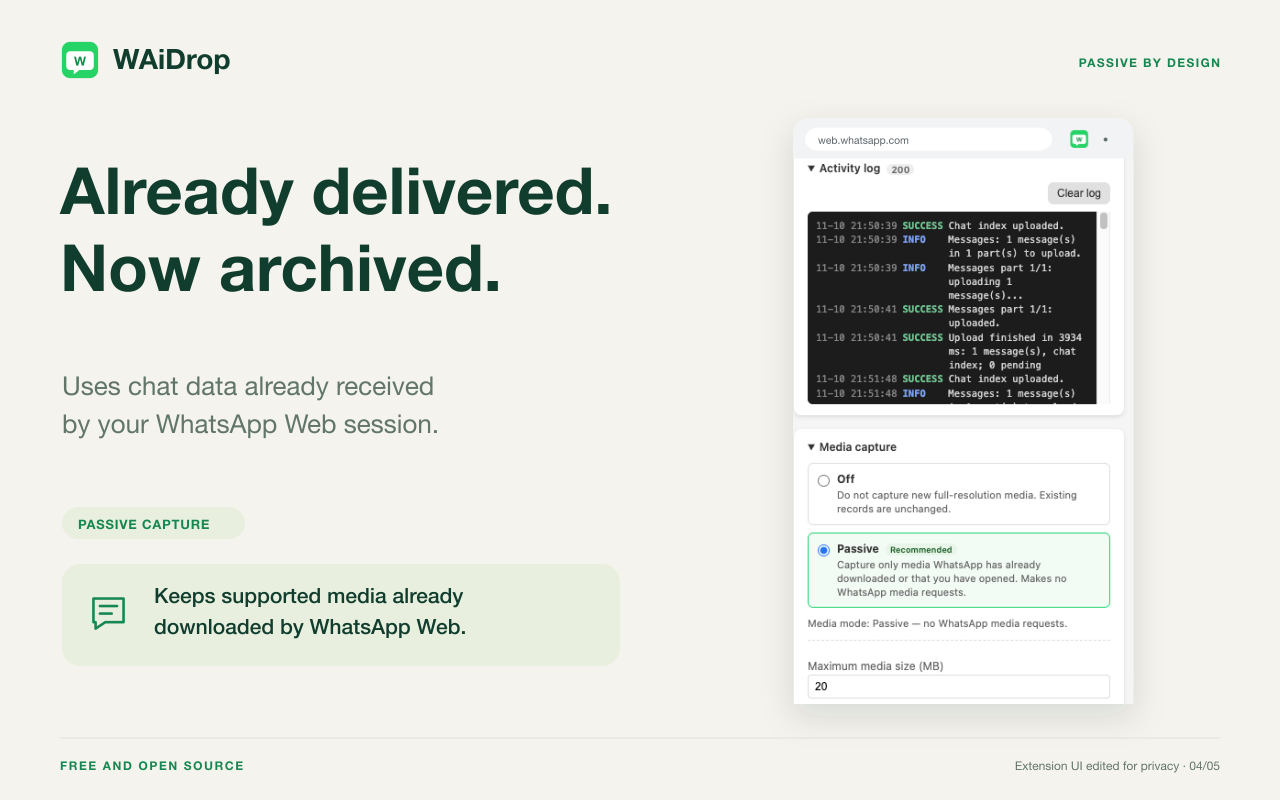 W
WAiDrop
PASSIVE BY DESIGN
Already delivered.
Now archived.
Uses chat data already received
by your WhatsApp Web session.
PASSIVE CAPTURE
Keeps supported media already
downloaded by WhatsApp Web.
web.whatsapp.com
W
▼ Activity log 200
Clear log
11-10 21:50:39 SUCCESS Chat index uploaded.
11-10 21:50:39 INFO Messages: 1 message(s)
in 1 part(s) to upload.
11-10 21:50:39 INFO Messages part 1/1:
uploading 1
message(s)...
11-10 21:50:41 SUCCESS Messages part 1/1:
uploaded.
11-10 21:50:41 SUCCESS Upload finished in 3934
ms: 1 message(s), chat
index; 0 pending
11-10 21:51:48 SUCCESS Chat index uploaded.
11-10 21:51:48 INFO Messages: 1 message(s)
▼ Media capture
Off
Do not capture new full-resolution media. Existing
records are unchanged.
Passive Recommended
Capture only media WhatsApp has already
downloaded or that you have opened. Makes no
WhatsApp media requests.
Media mode: Passive — no WhatsApp media requests.
Maximum media size (MB)
20
FREE AND OPEN SOURCE
Extension UI edited for privacy · 04/05